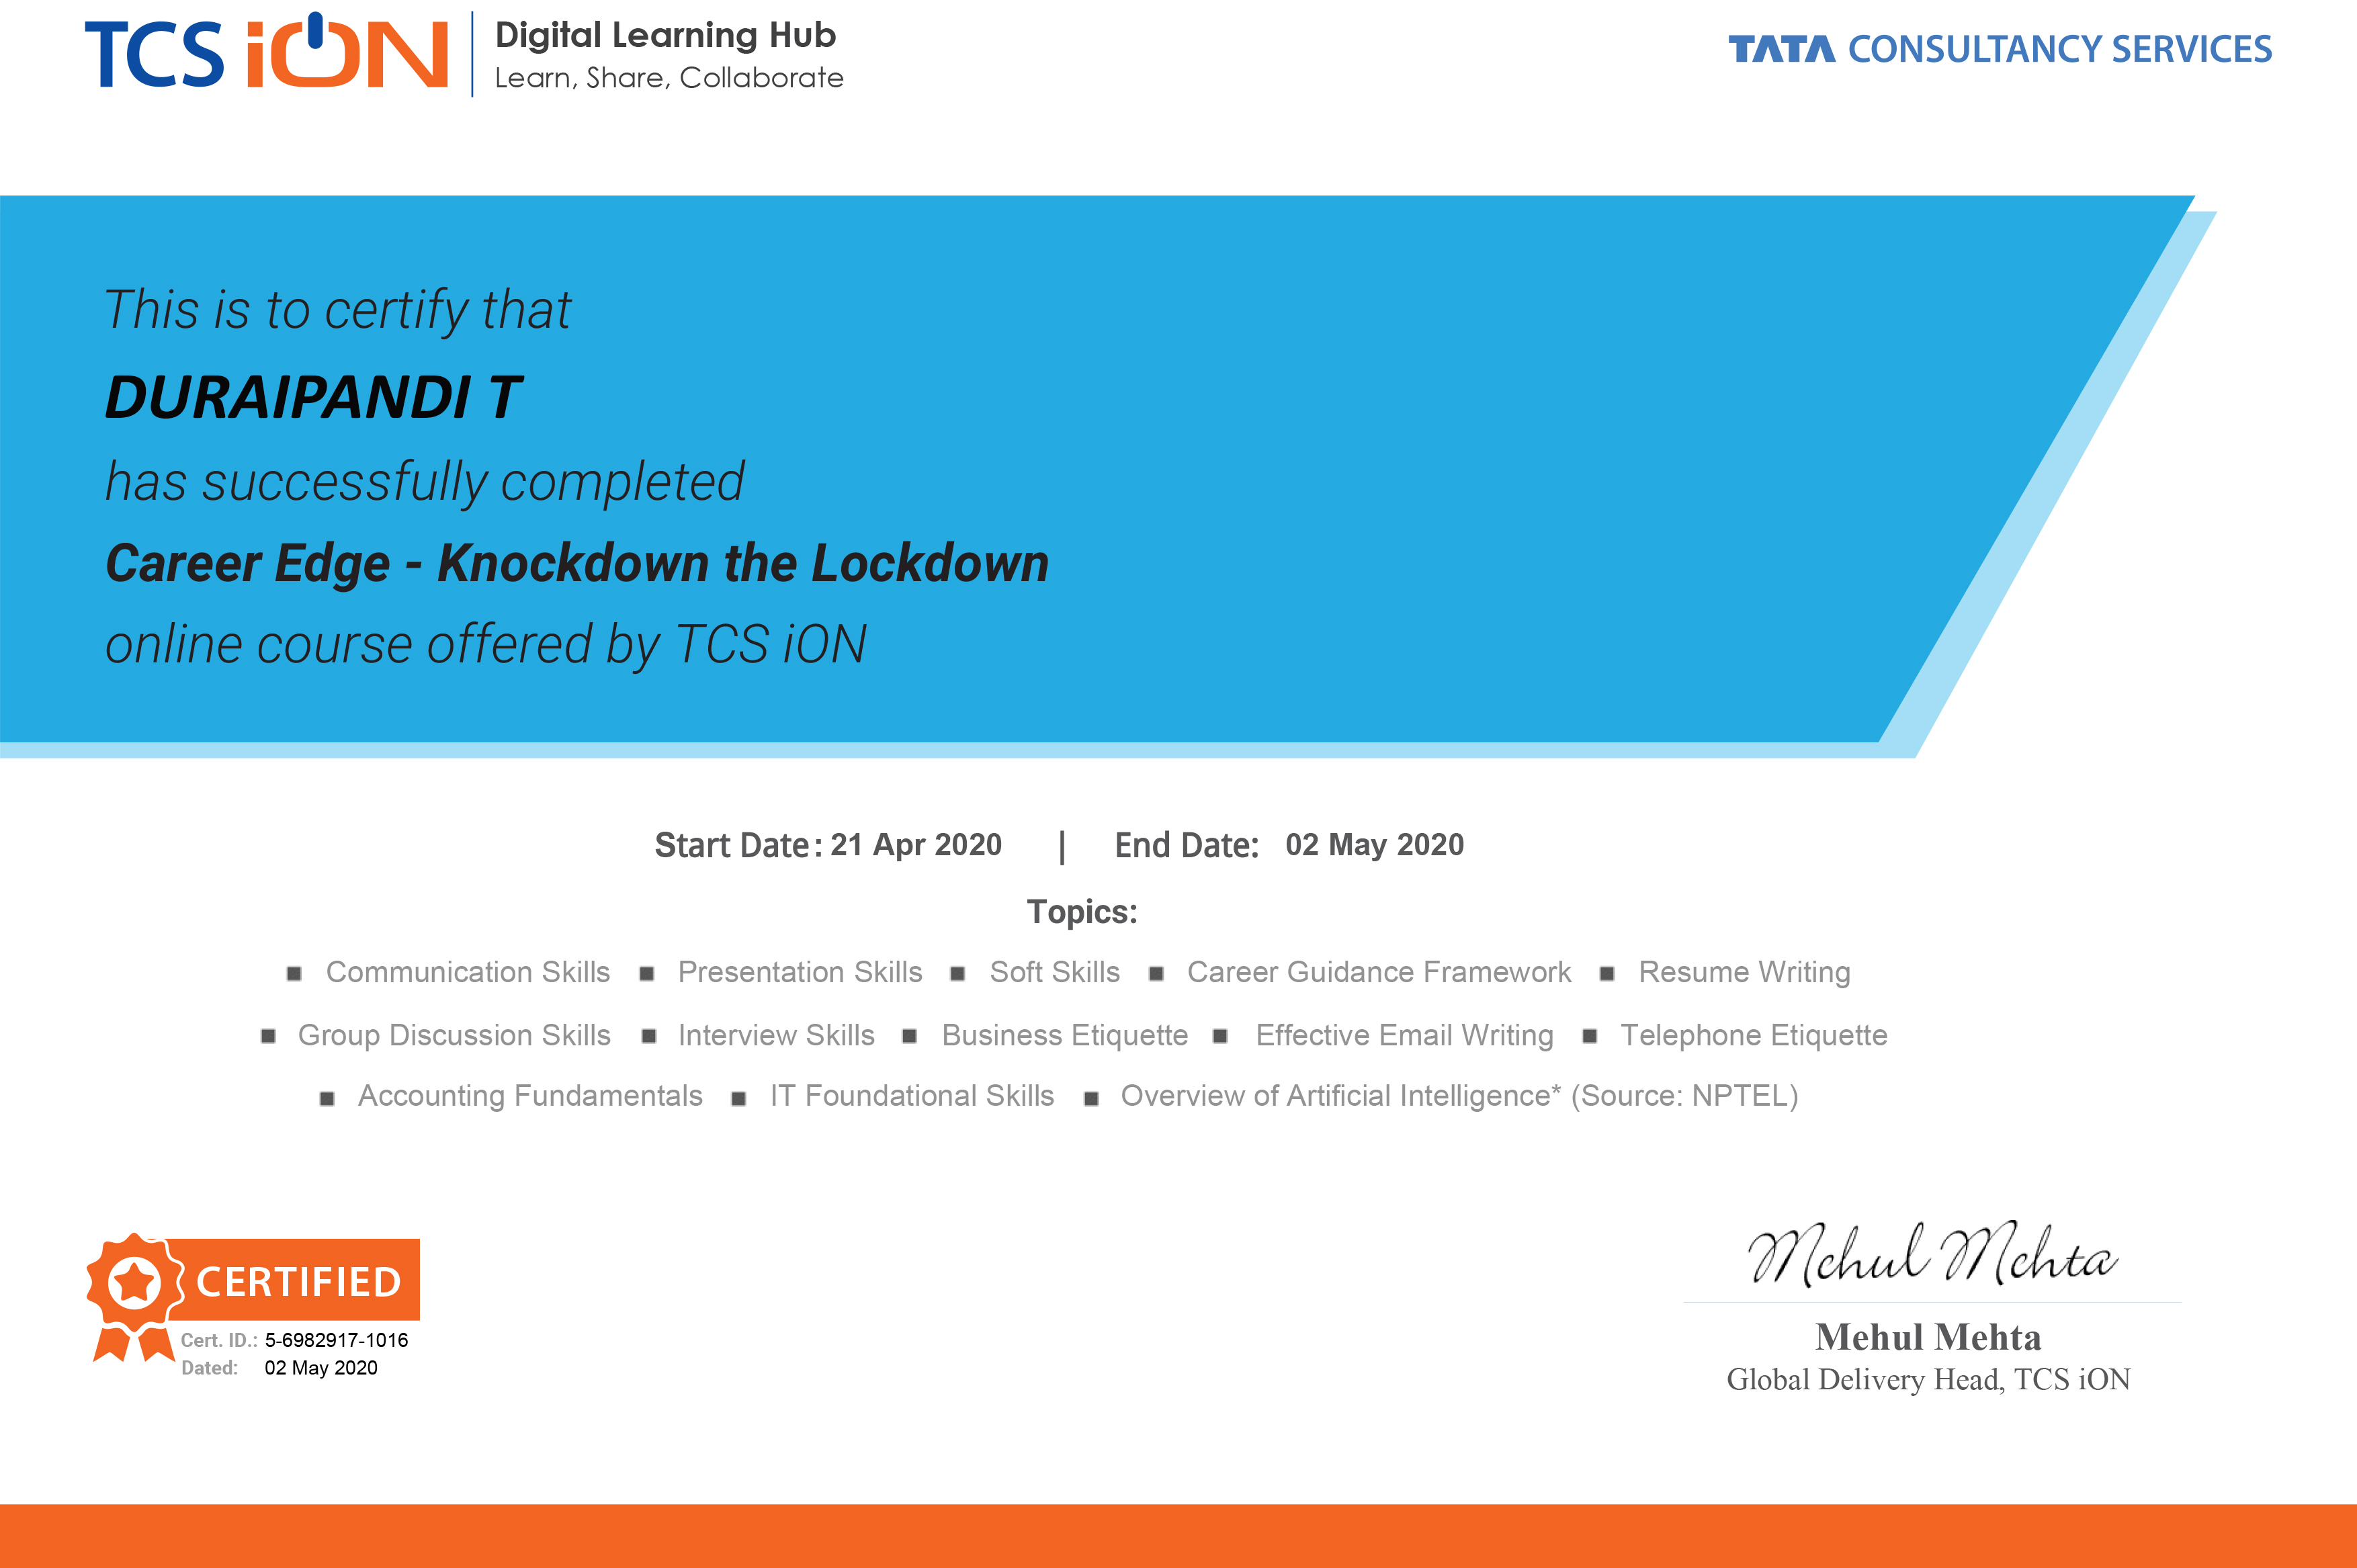 TCS iON | Digital Learning Hub
Learn, Share, Collaborate
TATA CONSULTANCY SERVICES
This is to certify that
DURAIPANDI T
has successfully completed
Career Edge - Knockdown the Lockdown
online course offered by TCS iON
Start Date: 21 Apr 2020 | End Date: 02 May 2020
Topics:
■ Communication Skills ■ Presentation Skills ■ Soft Skills ■ Career Guidance Framework ■ Resume Writing
■ Group Discussion Skills ■ Interview Skills ■ Business Etiquette ■ Effective Email Writing ■ Telephone Etiquette
■ Accounting Fundamentals ■ IT Foundational Skills ■ Overview of Artificial Intelligence* (Source: NPTEL)
CERTIFIED
Cert. ID.: 5-6982917-1016
Dated: 02 May 2020
Mehul Mehta
Mehul Mehta
Global Delivery Head, TCS iON